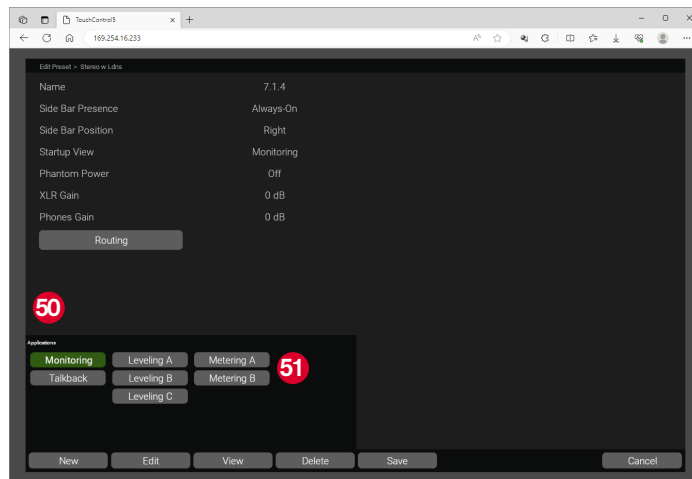 TouchControl5
169.254.16.233
Edit Preset > Stereo w Ldns
Name 7.1.4
Side Bar Presence Always-On
Side Bar Position Right
Startup View Monitoring
Phantom Power Off
XLR Gain 0 dB
Phones Gain 0 dB
Routing
50
Applications
Monitoring Leveling A Metering A
51
Talkback Leveling B Metering B
Leveling C
New Edit View Delete Save Cancel